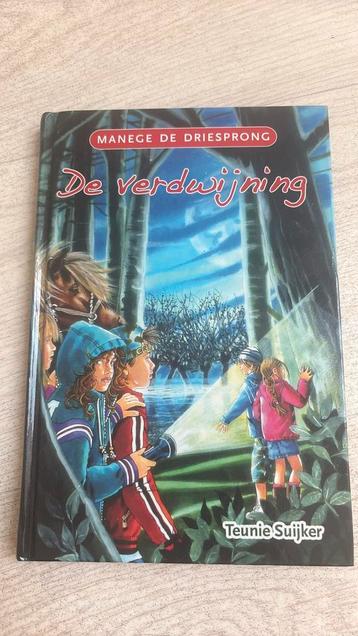 MANEGE DE DRIESPRONG
De verdwijning
Teunie Suijker